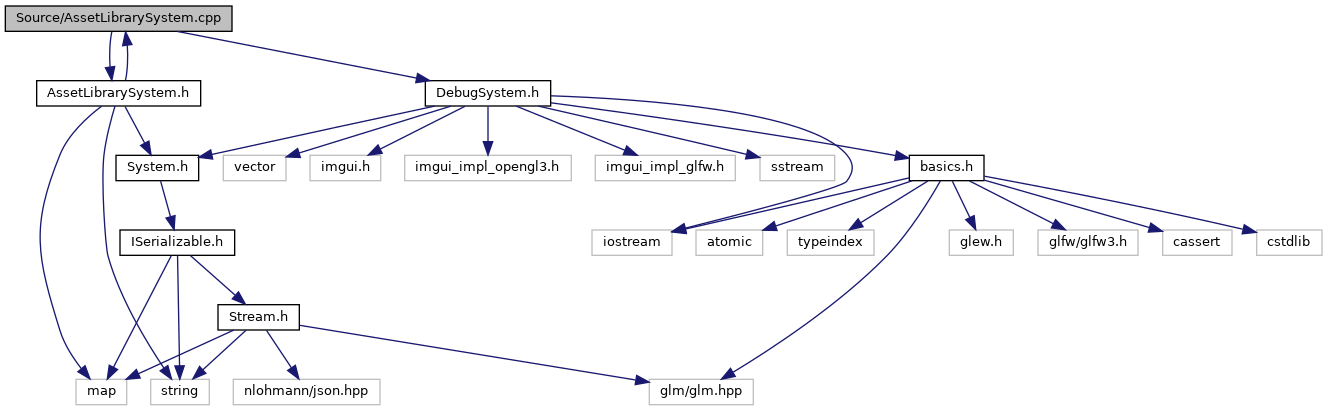 Source/AssetLibrarySystem.cpp
AssetLibrarySystem.h
DebugSystem.h
System.h
vector
imgui.h
imgui_impl_opengl3.h
imgui_impl_glfw.h
sstream
basics.h
ISerializable.h
iostream
atomic
typeindex
glew.h
glfw/glfw3.h
cassert
cstdlib
Stream.h
map
string
nlohmann/json.hpp
glm/glm.hpp